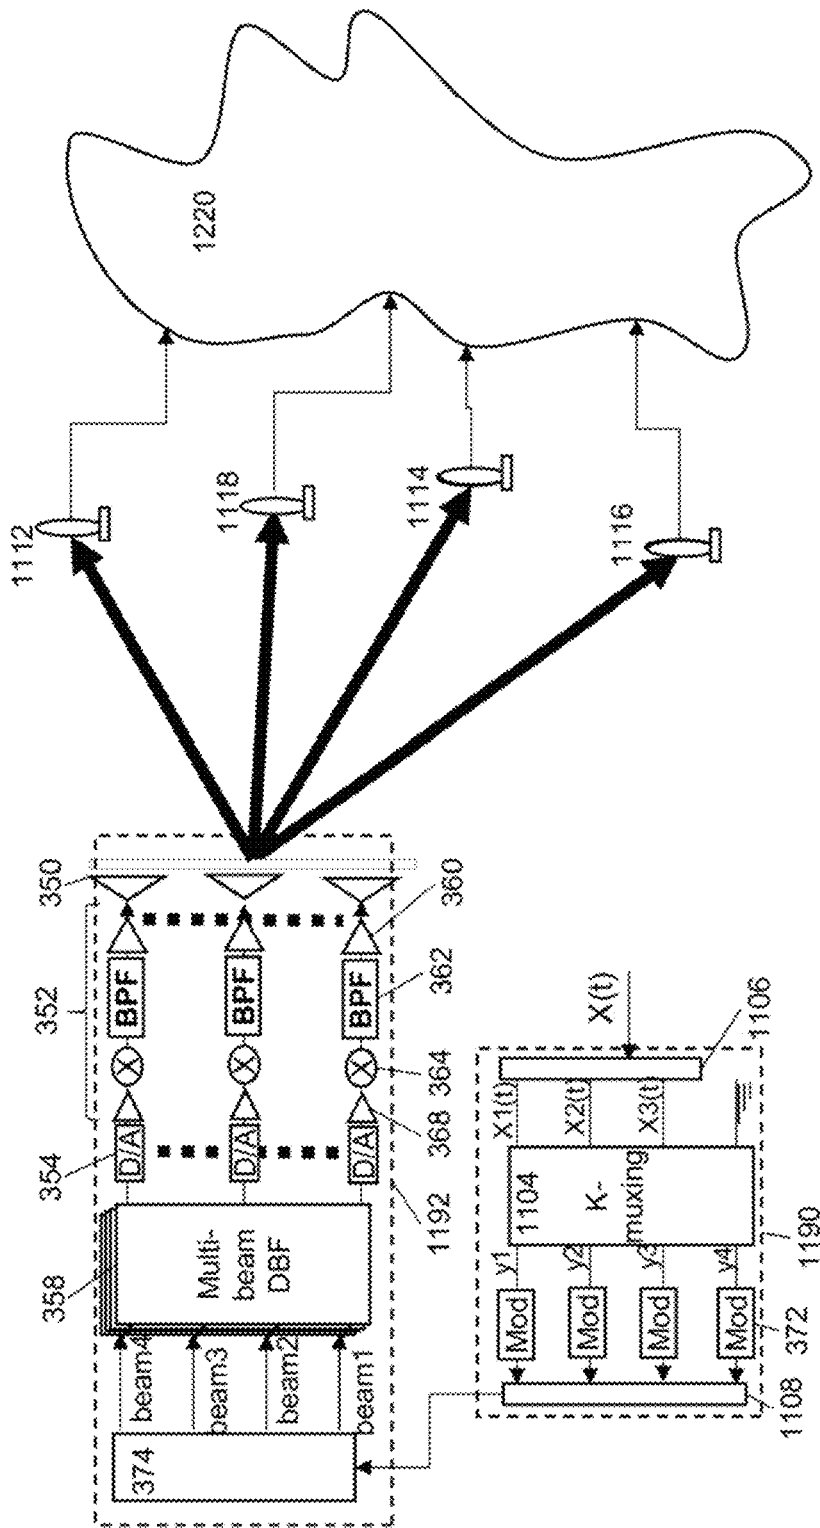 1220
1112
1118
1114
1116
350
352
354
358
360
362
364
368
1192
BPF
BPF
BPF
X
X
X
D/A
D/A
D/A
Multi-
beam
DBF
beam4
beam3
beam2
beam1
374
X(t)
1106
X1(t)
X2(t)
X3(t)
1104
K-
muxing
y1
y2
y3
y4
Mod
Mod
Mod
Mod
372
1190
1108